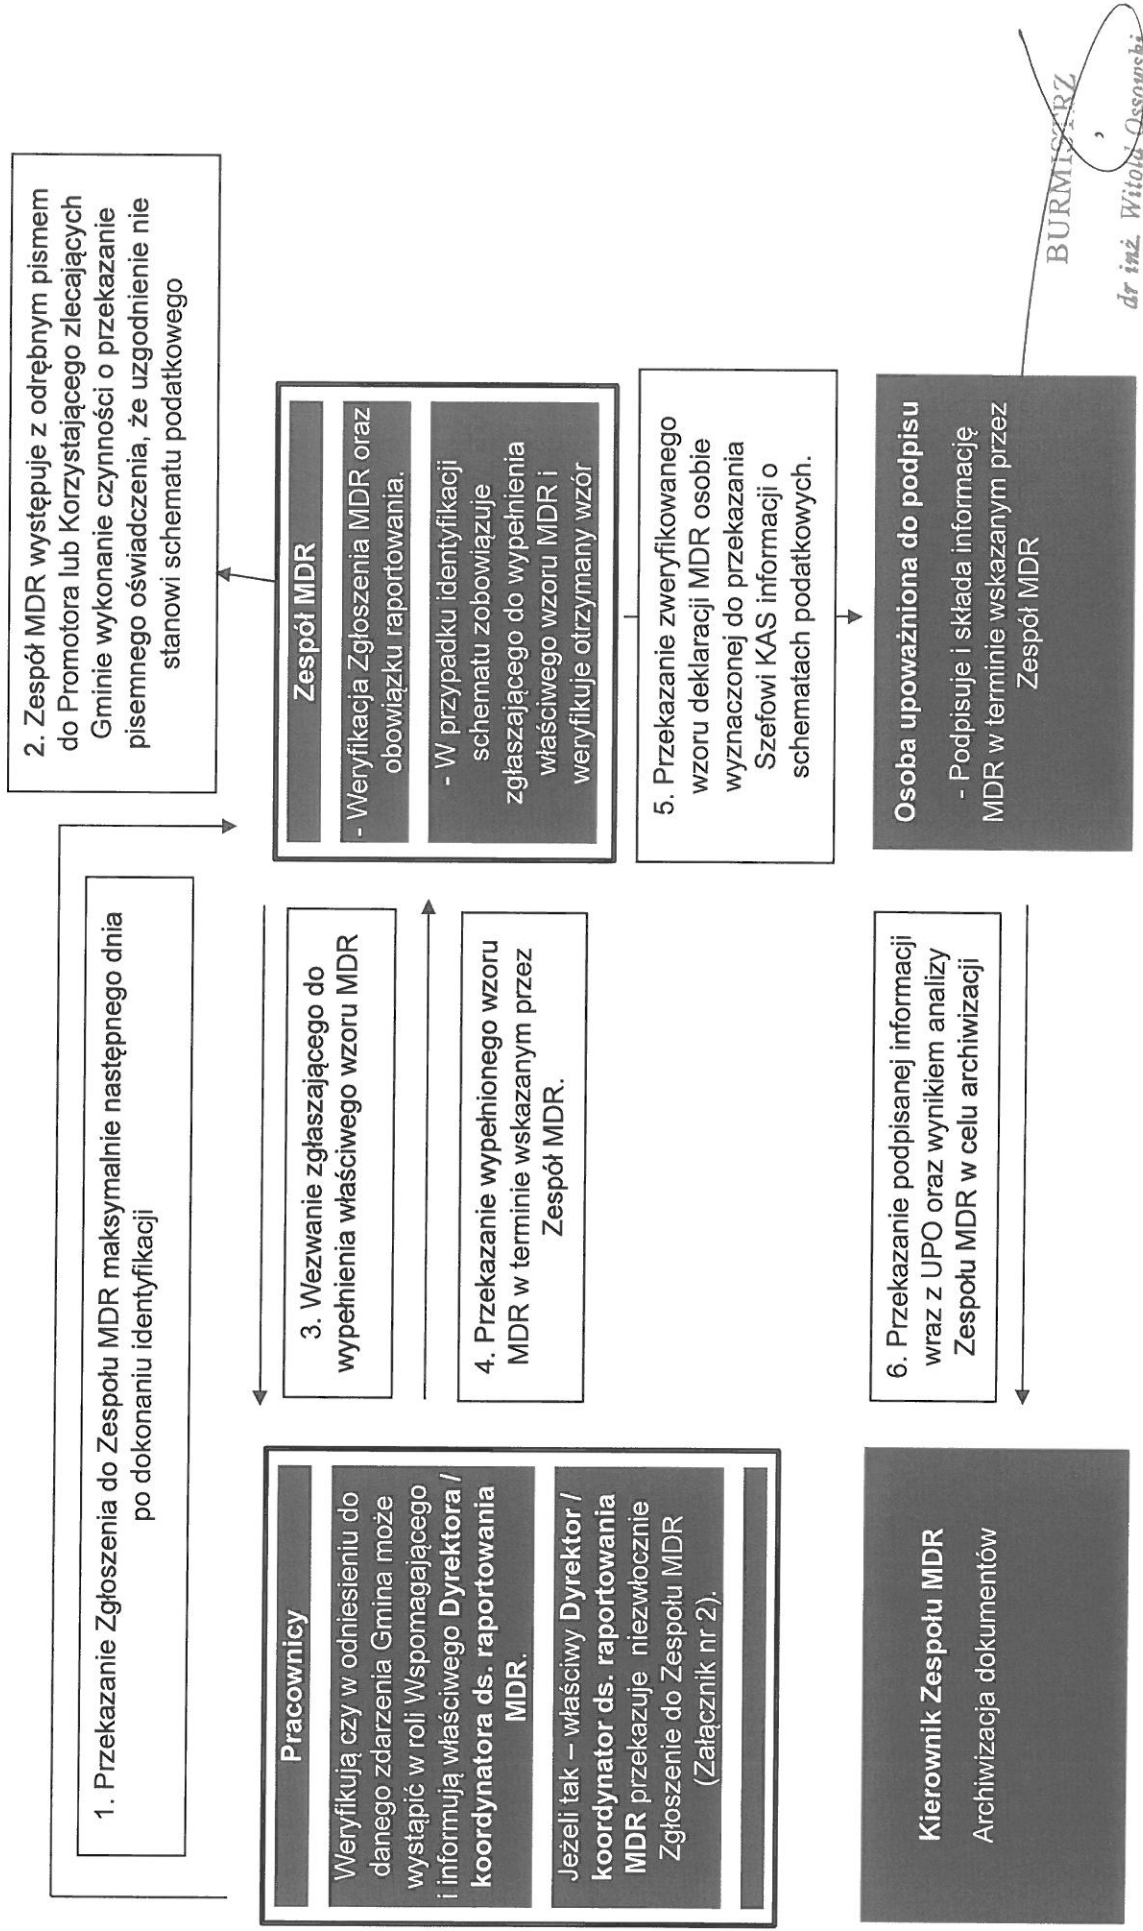 1. Przekazanie Zgłoszenia do Zespołu MDR maksymalnie następnego dnia
po dokonaniu identyfikacji
2. Zespół MDR występuje z odrębnym pismem
do Promotora lub Korzystającego zlecających
Gminie wykonanie czynności o przekazanie
pisemnego oświadczenia, że uzgodnienie nie
stanowi schematu podatkowego
Pracownicy
Weryfikują czy w odniesieniu do
danego zdarzenia Gmina może
wystąpić w roli Wspomagającego
i informują właściwego Dyrektora /
koordynatora ds. raportowania
MDR.
Jeżeli tak – właściwy Dyrektor /
koordynator ds. raportowania
MDR przekazuje niezwłocznie
Zgłoszenie do Zespołu MDR
(Załącznik nr 2).
3. Wezwanie zgłaszającego do
wypełnienia właściwego wzoru MDR
4. Przekazanie wypełnionego wzoru
MDR w terminie wskazanym przez
Zespół MDR.
Zespół MDR
- Weryfikacja Zgłoszenia MDR oraz
obowiązku raportowania.
- W przypadku identyfikacji
schematu zobowiązuje
zgłaszającego do wypełnienia
właściwego wzoru MDR i
weryfikuje otrzymany wzór
5. Przekazanie zweryfikowanego
wzoru deklaracji MDR osobie
wyznaczonej do przekazania
Szefowi KAS informacji o
schematach podatkowych.
Kierownik Zespołu MDR
Archiwizacja dokumentów
6. Przekazanie podpisanej informacji
wraz z UPO oraz wynikiem analizy
Zespołu MDR w celu archiwizacji
Osoba upoważniona do podpisu
- Podpisuje i składa informację
MDR w terminie wskazanym przez
Zespół MDR
BURMISTRZ
dr inż. Witold Ossowski